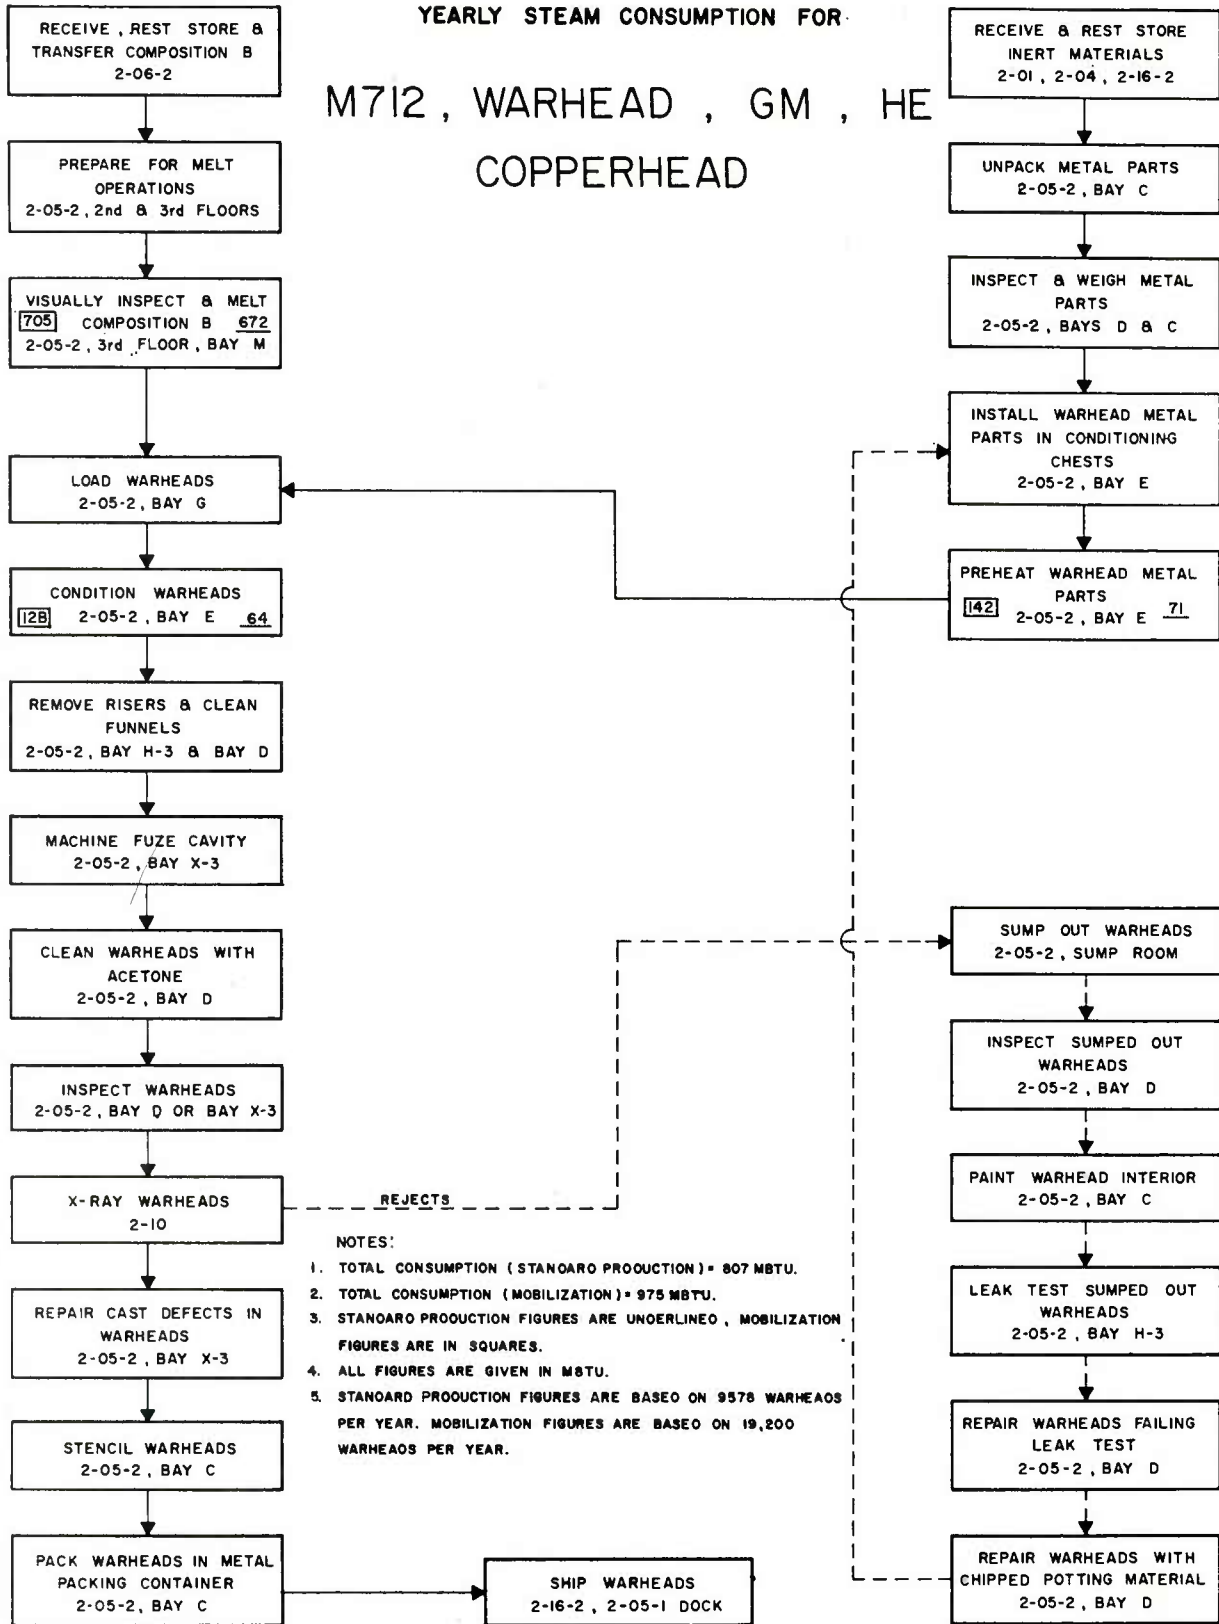 YEARLY STEAM CONSUMPTION FOR
M712, WARHEAD, GM, HE
COPPERHEAD
RECEIVE, REST STORE &
TRANSFER COMPOSITION B
2-06-2
PREPARE FOR MELT
OPERATIONS
2-05-2, 2nd & 3rd FLOORS
VISUALLY INSPECT & MELT
705 COMPOSITION B 672
2-05-2, 3rd FLOOR, BAY M
LOAD WARHEADS
2-05-2, BAY G
CONDITION WARHEADS
128 2-05-2, BAY E 64
REMOVE RISERS & CLEAN
FUNNELS
2-05-2, BAY H-3 & BAY D
MACHINE FUZE CAVITY
2-05-2, BAY X-3
CLEAN WARHEADS WITH
ACETONE
2-05-2, BAY D
INSPECT WARHEADS
2-05-2, BAY D OR BAY X-3
X-RAY WARHEADS
2-10
REJECTS
REPAIR CAST DEFECTS IN
WARHEADS
2-05-2, BAY X-3
STENCIL WARHEADS
2-05-2, BAY C
PACK WARHEADS IN METAL
PACKING CONTAINER
2-05-2, BAY C
SHIP WARHEADS
2-16-2, 2-05-1 DOCK
RECEIVE & REST STORE
INERT MATERIALS
2-01, 2-04, 2-16-2
UNPACK METAL PARTS
2-05-2, BAY C
INSPECT & WEIGH METAL
PARTS
2-05-2, BAYS D & C
INSTALL WARHEAD METAL
PARTS IN CONDITIONING
CHESTS
2-05-2, BAY E
PREHEAT WARHEAD METAL
PARTS
142 2-05-2, BAY E 71
SUMP OUT WARHEADS
2-05-2, SUMP ROOM
INSPECT SUMPED OUT
WARHEADS
2-05-2, BAY D
PAINT WARHEAD INTERIOR
2-05-2, BAY C
LEAK TEST SUMPED OUT
WARHEADS
2-05-2, BAY H-3
REPAIR WARHEADS FAILING
LEAK TEST
2-05-2, BAY D
REPAIR WARHEADS WITH
CHIPPED POTTING MATERIAL
2-05-2, BAY D
NOTES:
1. TOTAL CONSUMPTION (STANDARD PRODUCTION) = 807 MBTU.
2. TOTAL CONSUMPTION (MOBILIZATION) = 975 MBTU.
3. STANDARD PRODUCTION FIGURES ARE UNDERLINED, MOBILIZATION
FIGURES ARE IN SQUARES.
4. ALL FIGURES ARE GIVEN IN MBTU.
5. STANDARD PRODUCTION FIGURES ARE BASED ON 9578 WARHEADS
PER YEAR. MOBILIZATION FIGURES ARE BASED ON 19,200
WARHEADS PER YEAR.